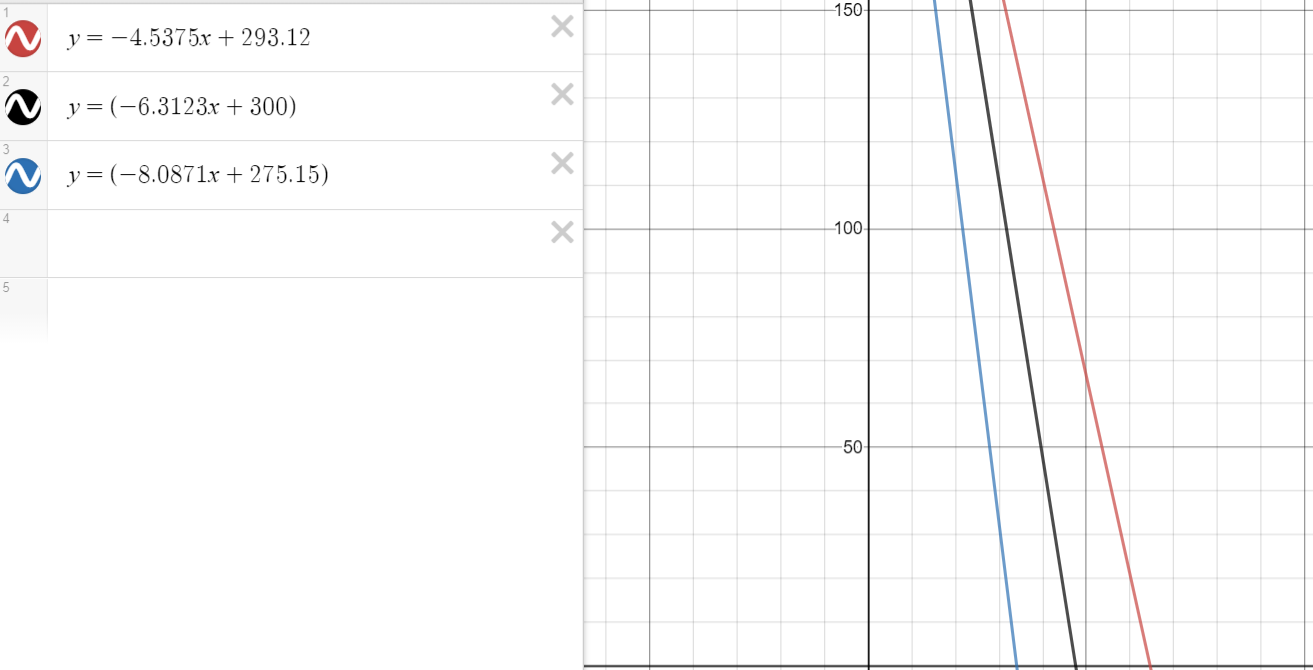 1
y = −4.5375x + 293.12
2
y = (−6.3123x + 300)
3
y = (−8.0871x + 275.15)
4
5
150
100
50